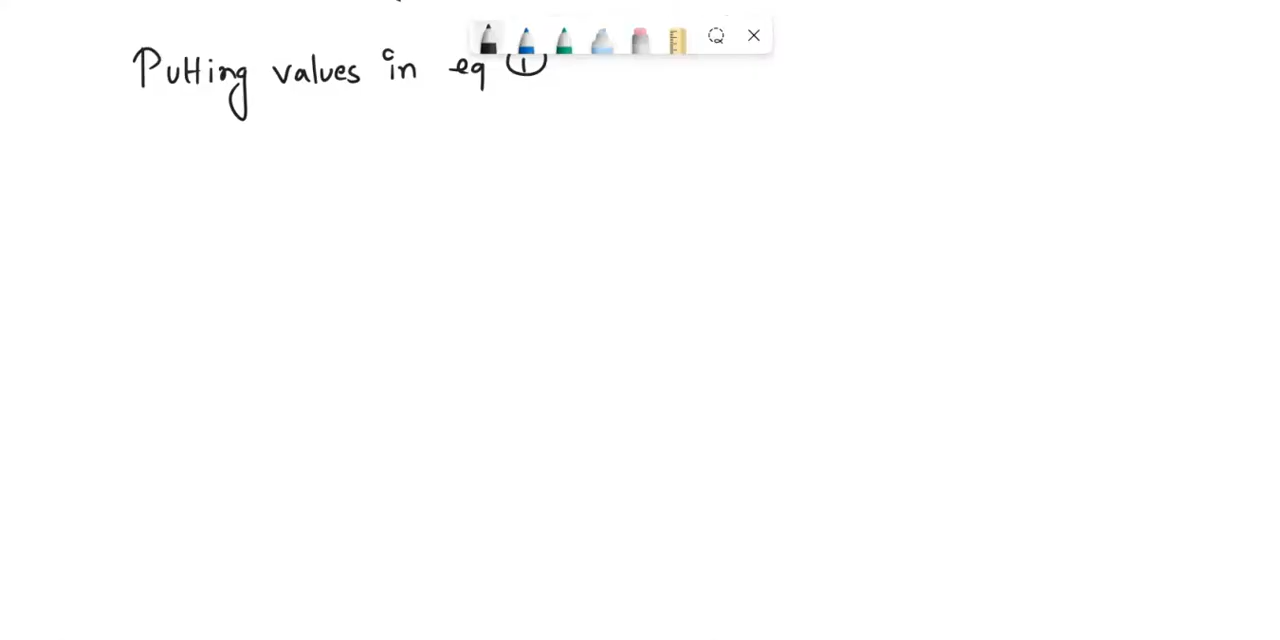 Putting values in eq ①